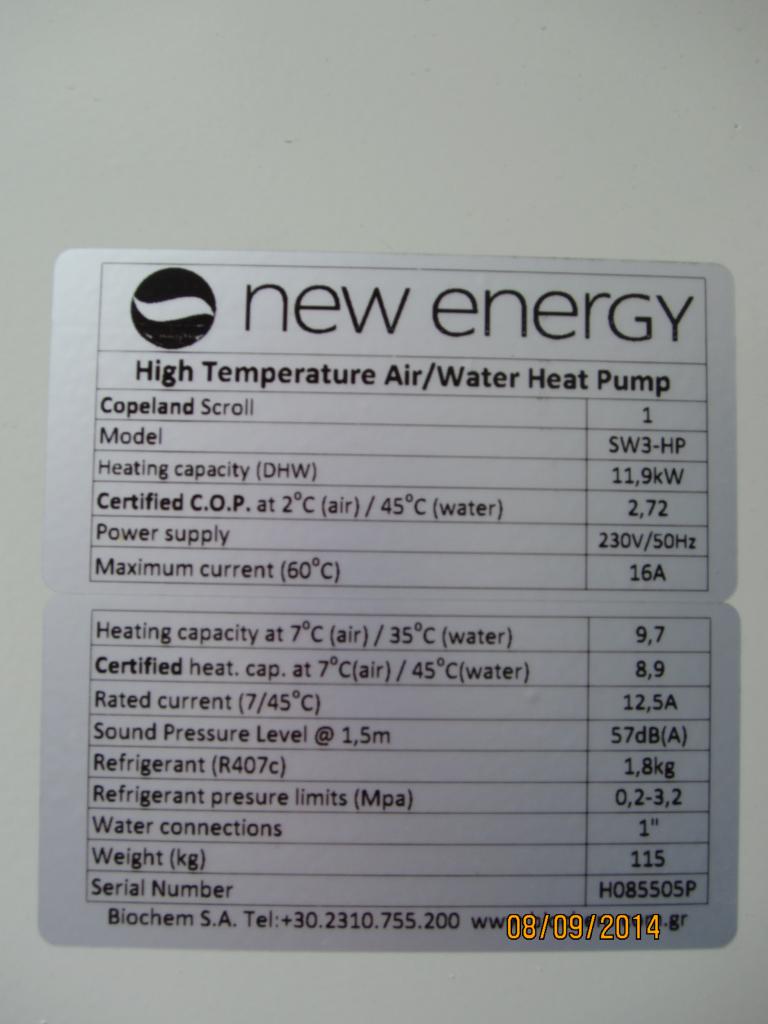 new energy
High Temperature Air/Water Heat Pump
Copeland Scroll 1
Model SW3-HP
Heating capacity (DHW) 11,9kW
Certified C.O.P. at 2°C (air) / 45°C (water) 2,72
Power supply 230V/50Hz
Maximum current (60°C) 16A
Heating capacity at 7°C (air) / 35°C (water) 9,7
Certified heat. cap. at 7°C(air) / 45°C(water) 8,9
Rated current (7/45°C) 12,5A
Sound Pressure Level @ 1,5m 57dB(A)
Refrigerant (R407c) 1,8kg
Refrigerant presure limits (Mpa) 0,2-3,2
Water connections 1"
Weight (kg) 115
Serial Number H085505P
Biochem S.A. Tel:+30.2310.755.200
08/09/2014